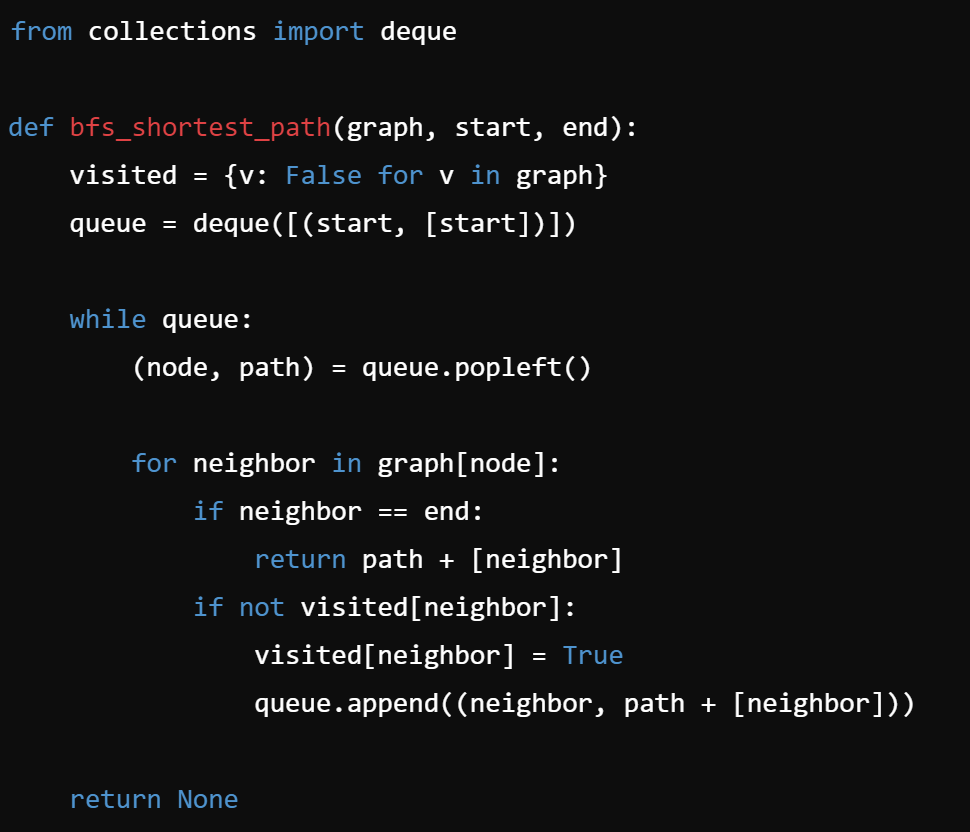 from collections import deque

def bfs_shortest_path(graph, start, end):
    visited = {v: False for v in graph}
    queue = deque([(start, [start])])

    while queue:
        (node, path) = queue.popleft()

        for neighbor in graph[node]:
            if neighbor == end:
                return path + [neighbor]
            if not visited[neighbor]:
                visited[neighbor] = True
                queue.append((neighbor, path + [neighbor]))

    return None